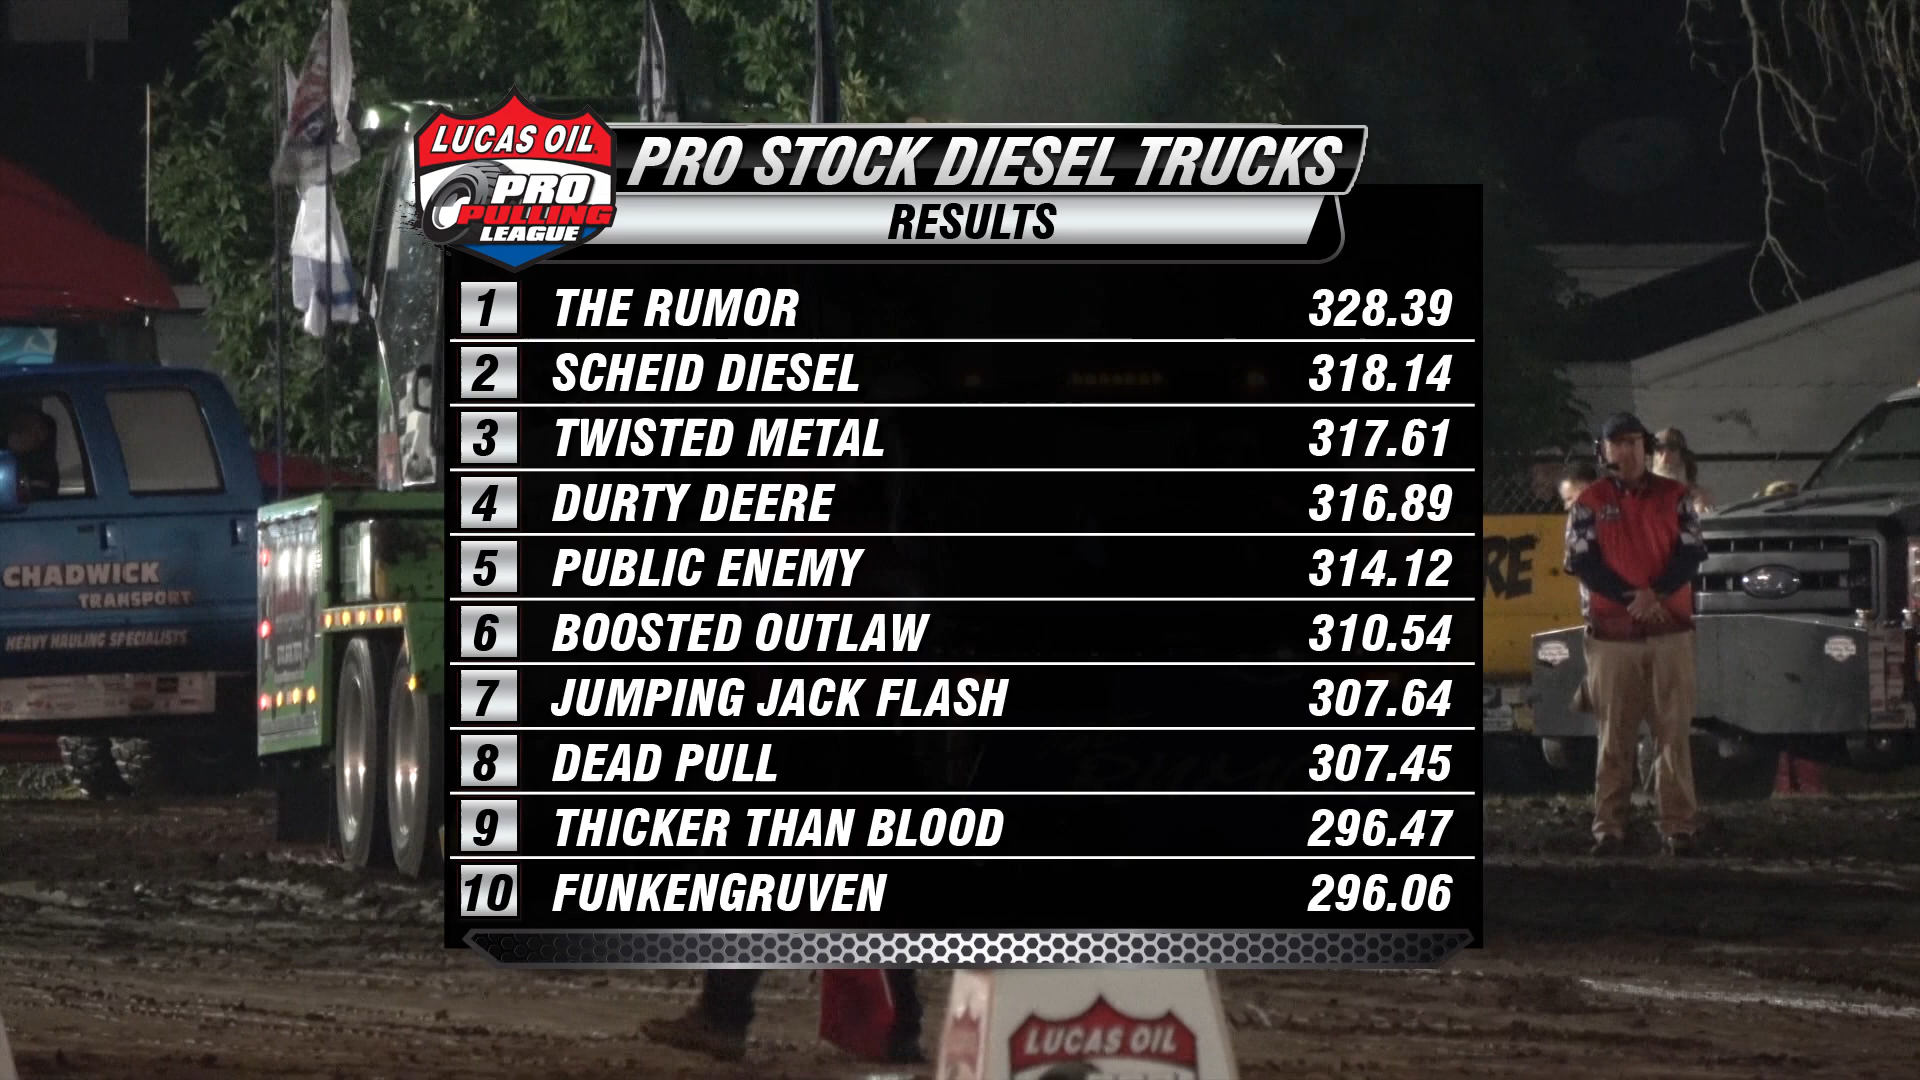 LUCAS OIL
PRO
PULLING
LEAGUE
PRO STOCK DIESEL TRUCKS
RESULTS
1 THE RUMOR 328.39
2 SCHEID DIESEL 318.14
3 TWISTED METAL 317.61
4 DURTY DEERE 316.89
5 PUBLIC ENEMY 314.12
6 BOOSTED OUTLAW 310.54
7 JUMPING JACK FLASH 307.64
8 DEAD PULL 307.45
9 THICKER THAN BLOOD 296.47
10 FUNKENGRUVEN 296.06
CHADWICK
TRANSPORT
HEAVY HAULING SPECIALISTS
RE
Ford
LUCAS OIL